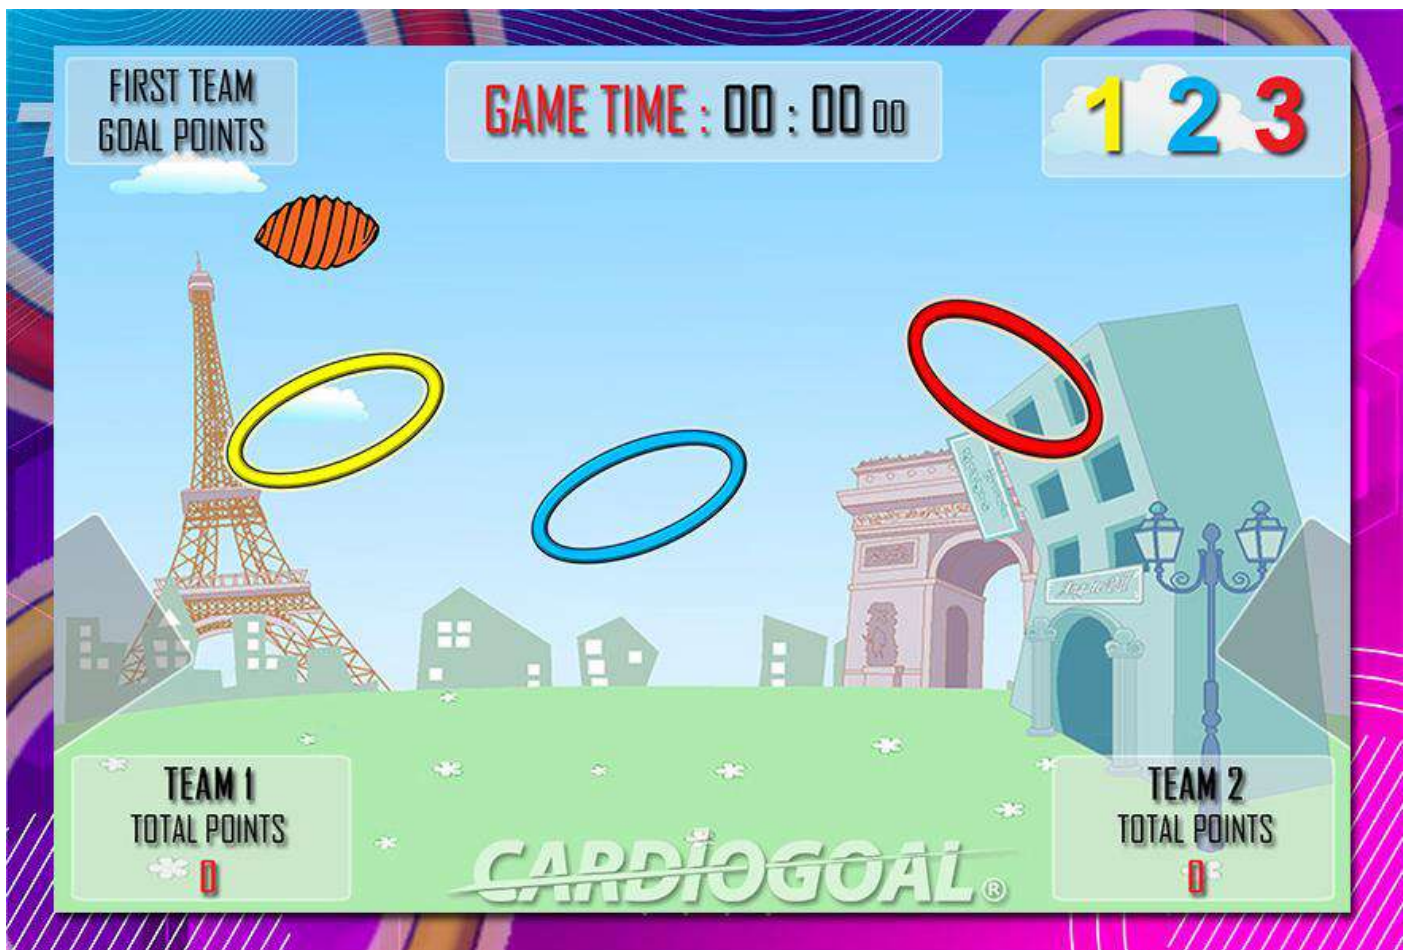 FIRST TEAM
GOAL POINTS
GAME TIME : 00 : 00 00
1 2 3
TEAM 1
TOTAL POINTS
0
TEAM 2
TOTAL POINTS
0
CARDIOGOAL®